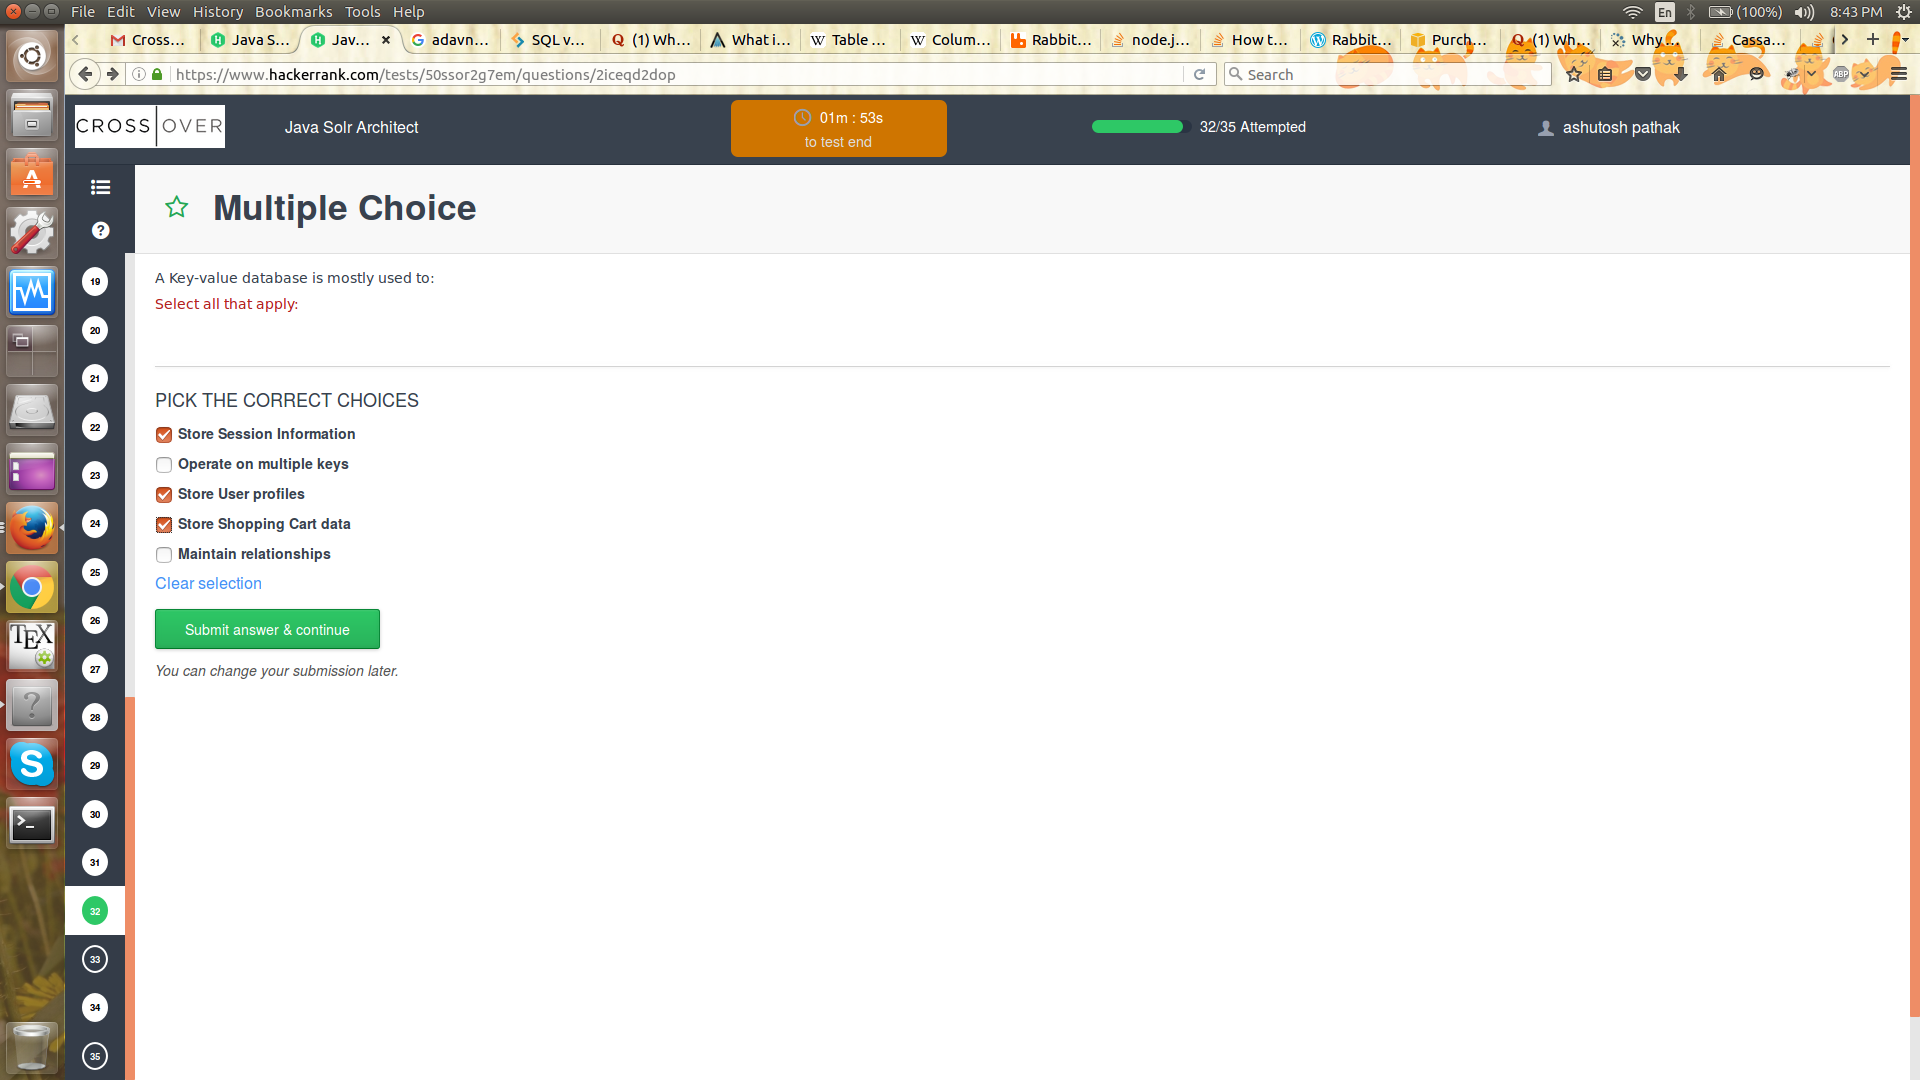 File Edit View History Bookmarks Tools Help
En (100%) 8:43 PM
Cross... Java S... Jav... adavn... SQL v... (1) Wh... What i... Table ... Colum... Rabbit... node.j... How t... Rabbit... Purch... (1) Wh... Why ... Cassa...
https://www.hackerrank.com/tests/50ssor2g7em/questions/2iceqd2dop
Search
ABP
CROSS OVER
Java Solr Architect
01m : 53s
to test end
32/35 Attempted
ashutosh pathak
Multiple Choice
A Key-value database is mostly used to:
Select all that apply:
PICK THE CORRECT CHOICES
Store Session Information
Operate on multiple keys
Store User profiles
Store Shopping Cart data
Maintain relationships
Clear selection
Submit answer & continue
You can change your submission later.
19
20
21
22
23
24
25
26
27
28
29
30
31
32
33
34
35
TEX